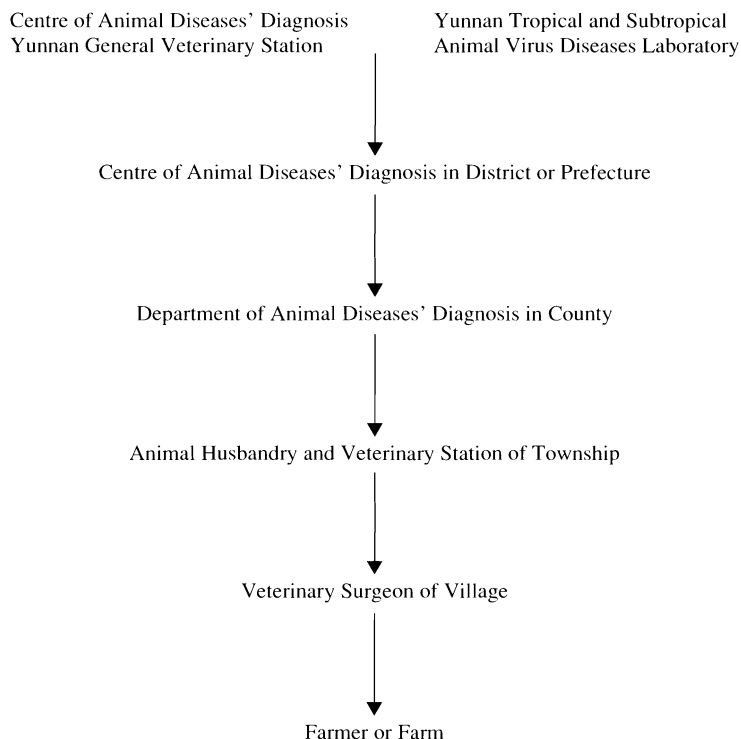 Centre of Animal Diseases’ Diagnosis
Yunnan General Veterinary Station
Yunnan Tropical and Subtropical
Animal Virus Diseases Laboratory
Centre of Animal Diseases’ Diagnosis in District or Prefecture
Department of Animal Diseases’ Diagnosis in County
Animal Husbandry and Veterinary Station of Township
Veterinary Surgeon of Village
Farmer or Farm